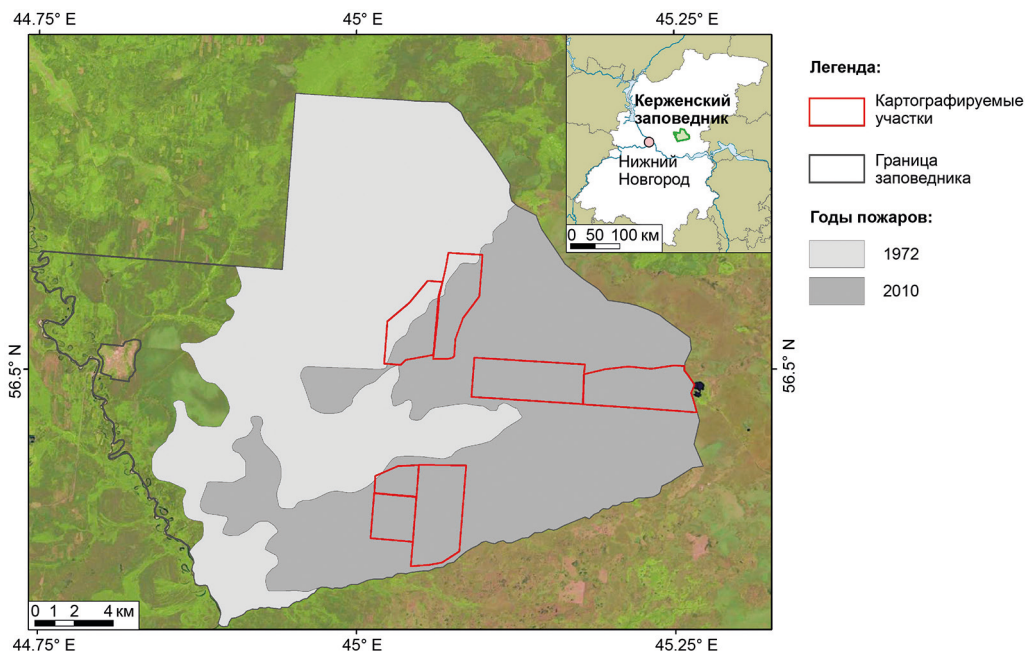 44.75° E
45° E
45.25° E
Керженский
заповедник
Нижний
Новгород
0 50 100 км
56.5° N
56.5° N
0 1 2 4 км
44.75° E
45° E
45.25° E
Легенда:
Картографируемые
участки
Граница
заповедника
Годы пожаров:
1972
2010